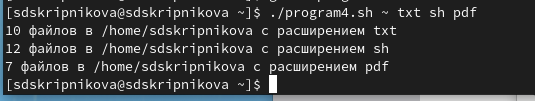 [sdskripnikova@sdskripnikova ~]$ ./program4.sh ~ txt sh pdf
10 файлов в /home/sdskripnikova с расширением txt
12 файлов в /home/sdskripnikova с расширением sh
7 файлов в /home/sdskripnikova с расширением pdf
[sdskripnikova@sdskripnikova ~]$